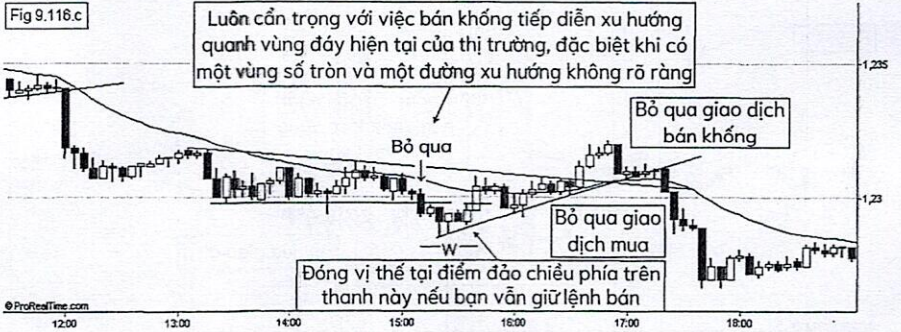 Fig 9.116.c
Luôn cẩn trọng với việc bán khống tiếp diễn xu hướng
quanh vùng đáy hiện tại của thị trường, đặc biệt khi có
một vùng số tròn và một đường xu hướng không rõ ràng
1,235
Bỏ qua giao dịch
bán khống
Bỏ qua
1,23
Bỏ qua giao
dịch mua
W
Đóng vị thế tại điểm đảo chiều phía trên
thanh này nếu bạn vẫn giữ lệnh bán
©ProRealTime.com
12:00 13:00 14:00 15:00 16:00 17:00 18:00